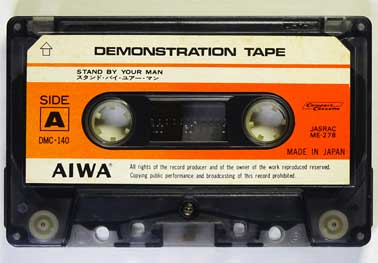 DEMONSTRATION TAPE
STAND BY YOUR MAN
スタンド・バイ・ユアー・マン
SIDE
A
DMC-140
Compact
Cassette
JASRAC
ME-278
MADE IN JAPAN
AIWA
All rights of the record producer and of the owner of the work reproduced reserved.
Copying public performance and broadcasting of this record prohibited.